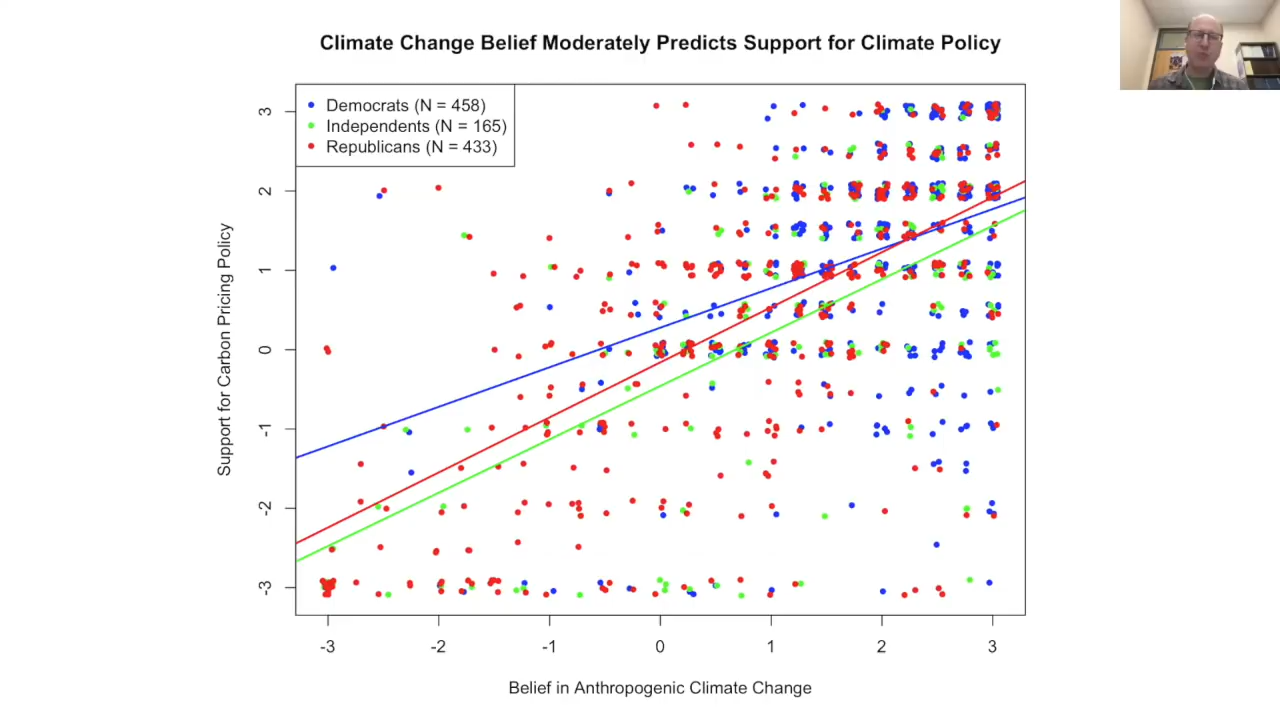 Climate Change Belief Moderately Predicts Support for Climate Policy
Democrats (N = 458)
Independents (N = 165)
Republicans (N = 433)
Support for Carbon Pricing Policy
3
2
1
0
-1
-2
-3
-3
-2
-1
0
1
2
3
Belief in Anthropogenic Climate Change